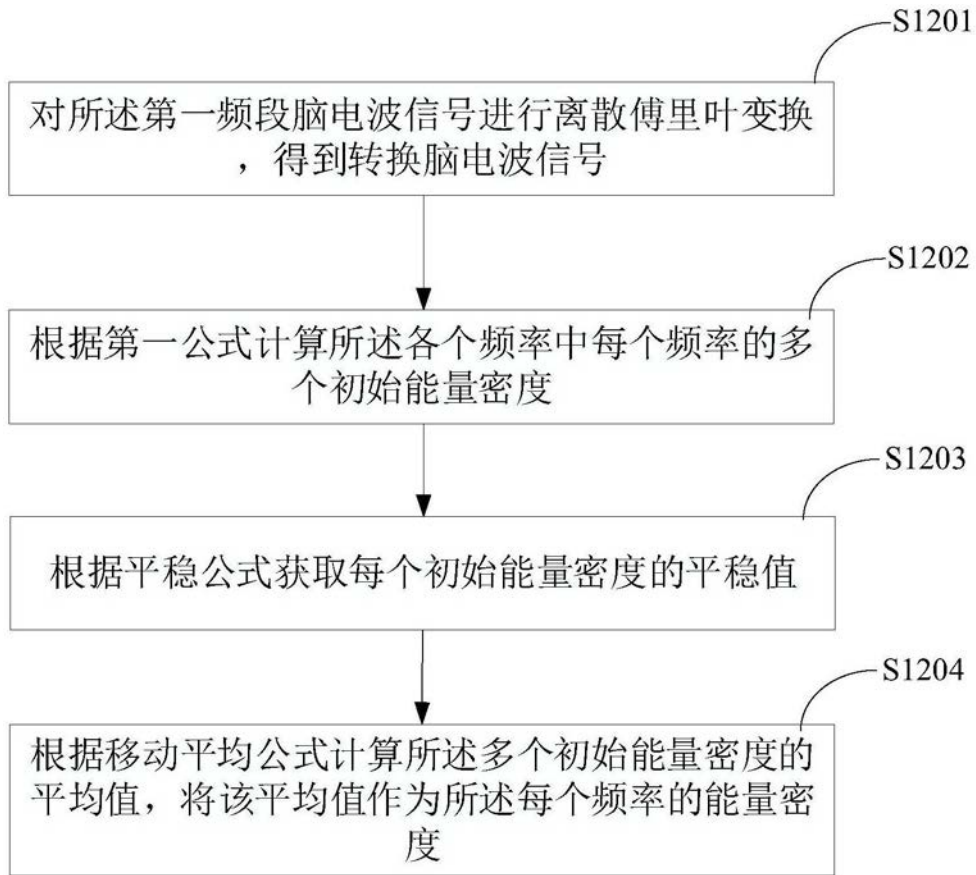 S1201
对所述第一频段脑电波信号进行离散傅里叶变换
，得到转换脑电波信号
S1202
根据第一公式计算所述各个频率中每个频率的多
个初始能量密度
S1203
根据平稳公式获取每个初始能量密度的平稳值
S1204
根据移动平均公式计算所述多个初始能量密度的
平均值，将该平均值作为所述每个频率的能量密
度